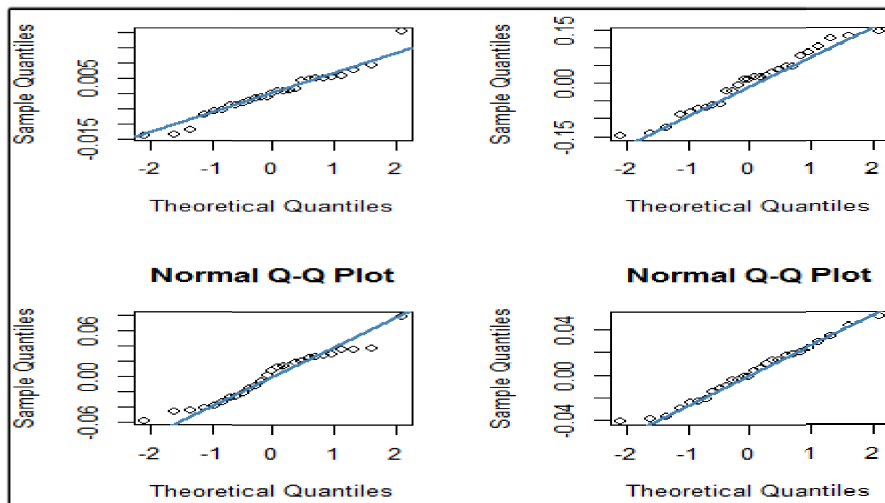 Sample Quantiles
0.005
-0.015
-2 -1 0 1 2
Theoretical Quantiles
Sample Quantiles
0.15
0.00
-0.15
-2 -1 0 1 2
Theoretical Quantiles
Normal Q-Q Plot
Sample Quantiles
0.06
0.00
-0.06
-2 -1 0 1 2
Theoretical Quantiles
Normal Q-Q Plot
Sample Quantiles
0.04
0.00
-0.04
-2 -1 0 1 2
Theoretical Quantiles